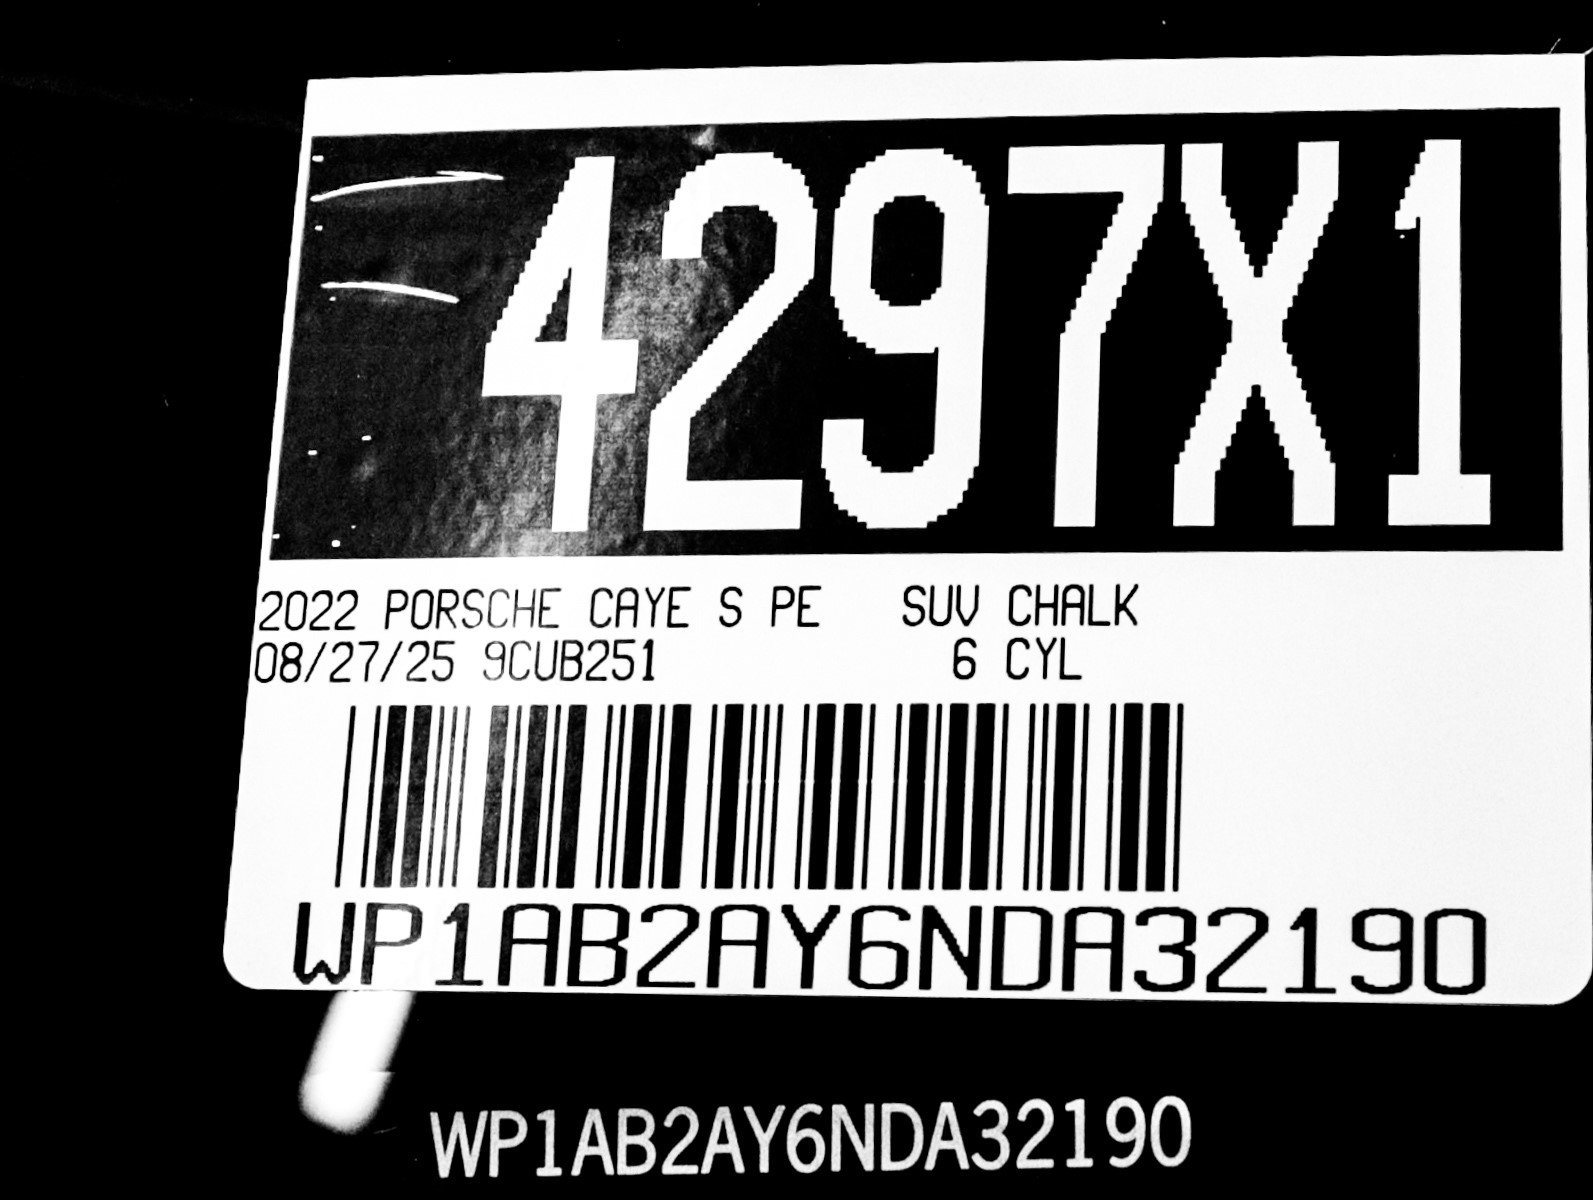 4297X1
2022 PORSCHE CAYE S PE SUV CHALK
08/27/25 9CUB251 6 CYL
WP1AB2AY6NDA32190
WP1AB2AY6NDA32190